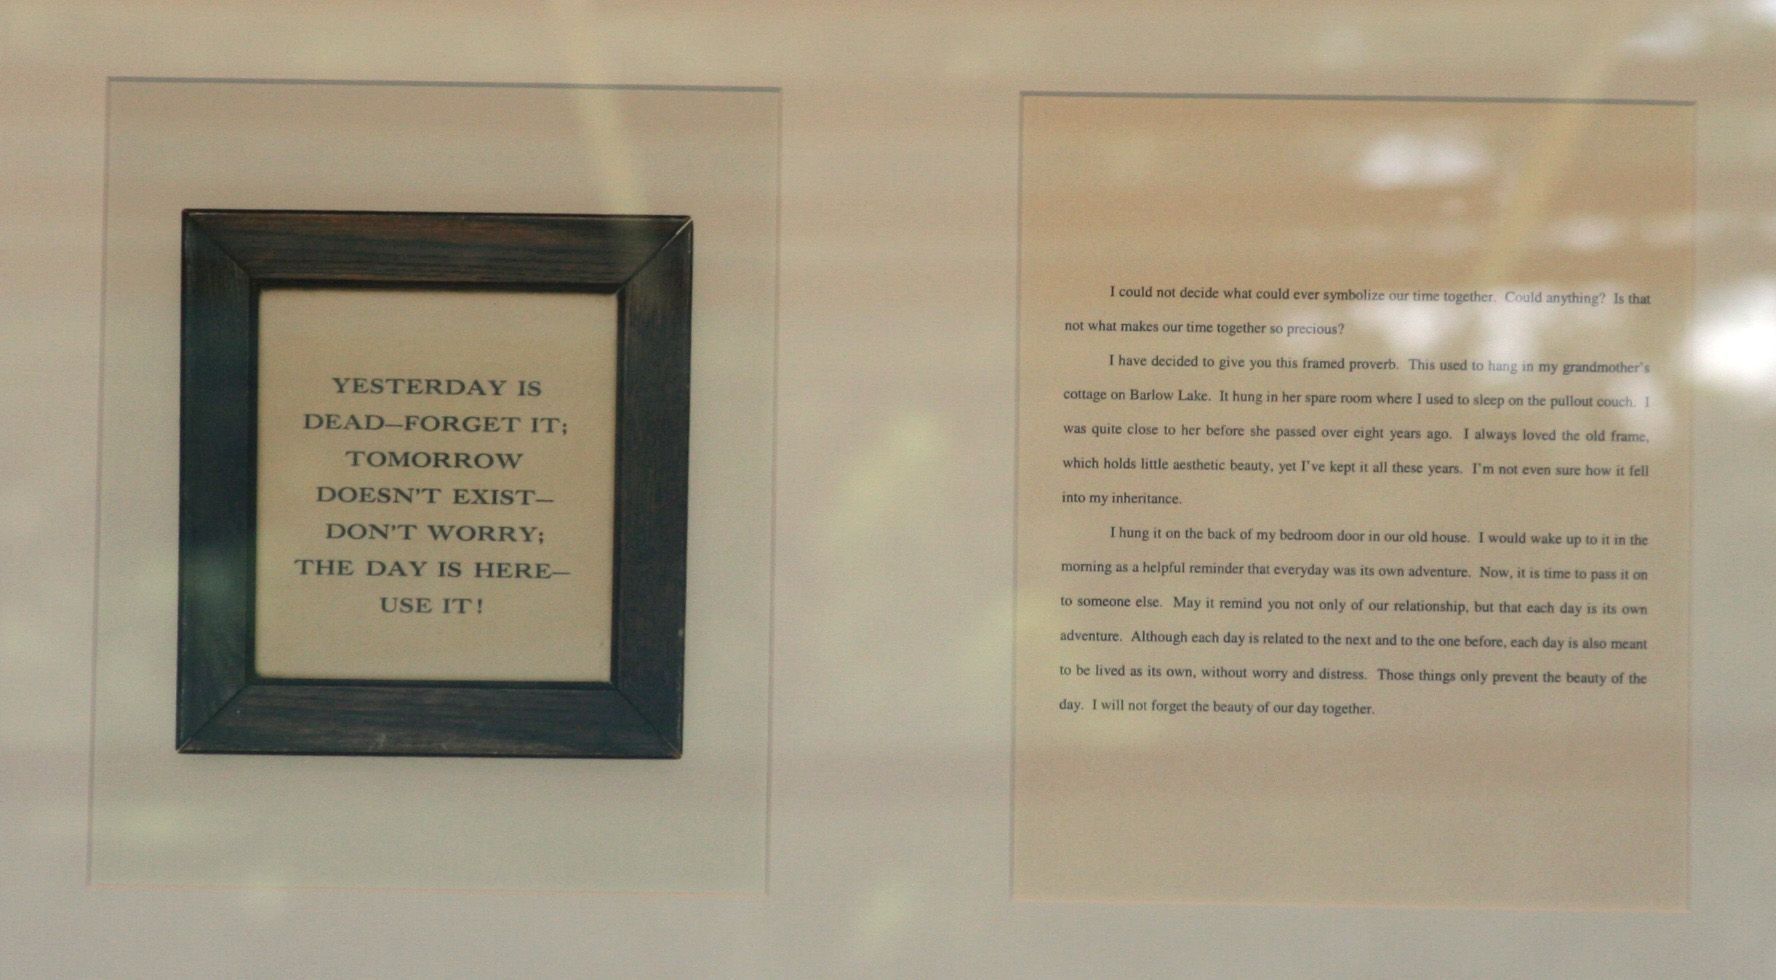 YESTERDAY IS
DEAD—FORGET IT;
TOMORROW
DOESN'T EXIST—
DON'T WORRY;
THE DAY IS HERE—
USE IT!
I could not decide what could ever symbolize our time together. Could anything? Is that
not what makes our time together so precious?
I have decided to give you this framed proverb. This used to hang in my grandmother's
cottage on Barlow Lake. It hung in her spare room where I used to sleep on the pullout couch. I
was quite close to her before she passed over eight years ago. I always loved the old frame,
which holds little aesthetic beauty, yet I've kept it all these years. I'm not even sure how it fell
into my inheritance.
I hung it on the back of my bedroom door in our old house. I would wake up to it in the
morning as a helpful reminder that everyday was its own adventure. Now, it is time to pass it on
to someone else. May it remind you not only of our relationship, but that each day is its own
adventure. Although each day is related to the next and to the one before, each day is also meant
to be lived as its own, without worry and distress. Those things only prevent the beauty of the
day. I will not forget the beauty of our day together.